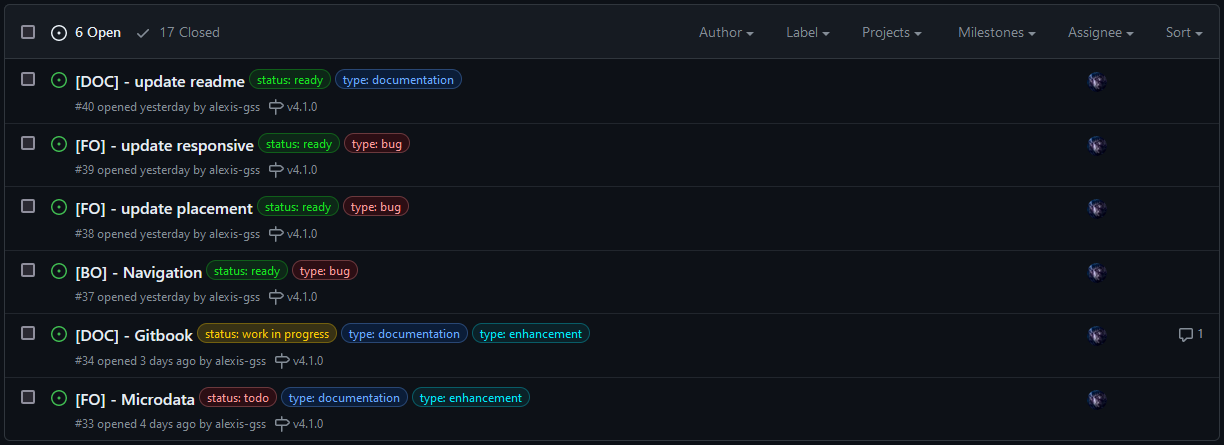 6 Open 17 Closed Author Label Projects Milestones Assignee Sort
[DOC] - update readme status: ready type: documentation
#40 opened yesterday by alexis-gss v4.1.0
[FO] - update responsive status: ready type: bug
#39 opened yesterday by alexis-gss v4.1.0
[FO] - update placement status: ready type: bug
#38 opened yesterday by alexis-gss v4.1.0
[BO] - Navigation status: ready type: bug
#37 opened yesterday by alexis-gss v4.1.0
[DOC] - Gitbook status: work in progress type: documentation type: enhancement 1
#34 opened 3 days ago by alexis-gss v4.1.0
[FO] - Microdata status: todo type: documentation type: enhancement
#33 opened 4 days ago by alexis-gss v4.1.0